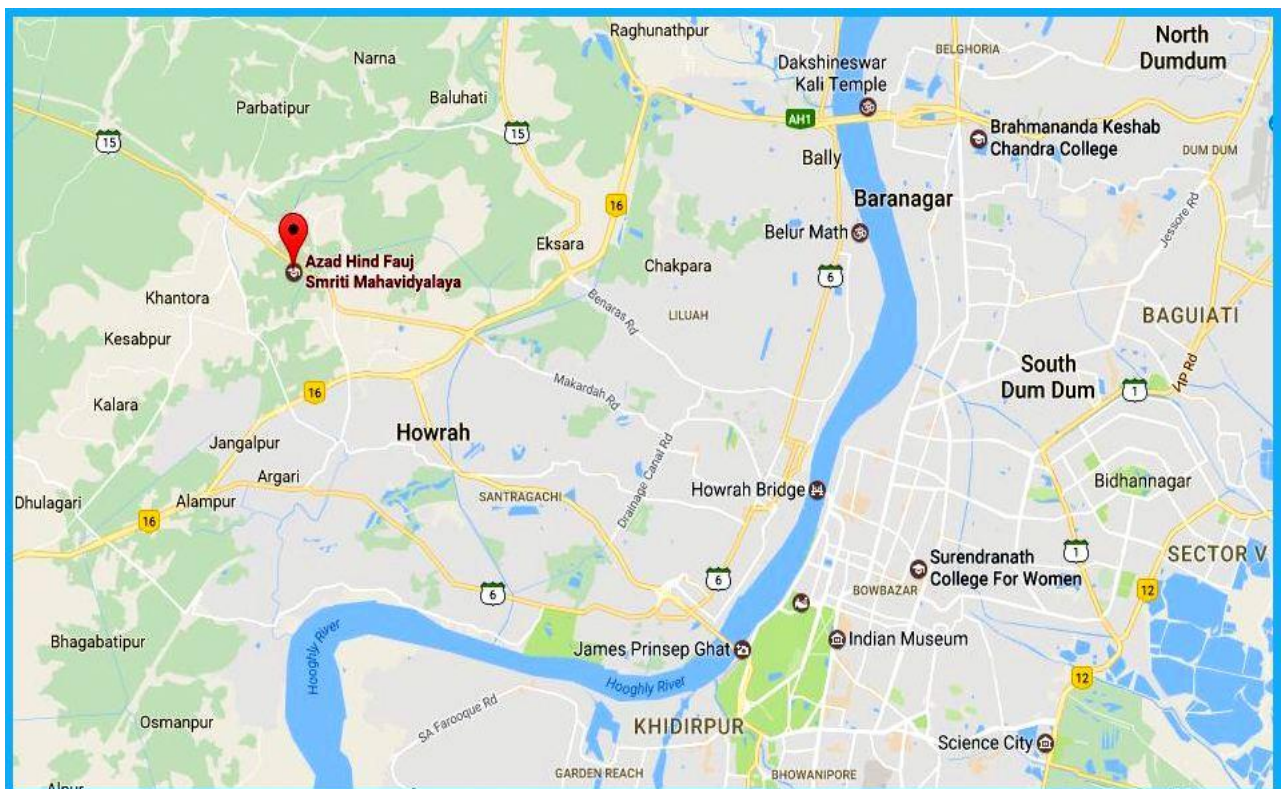 Raghunathpur
Narna
Dakshineswar
Kali Temple
BELGHORIA
North
Dumdum
Parbatipur
Baluhati
15
15
AH1
Bally
Brahmananda Keshab
Chandra College
DUM DUM
16
Baranagar
Jessore Rd
Belur Math
Eksara
Chakpara
6
Azad Hind Fauj
Smriti Mahavidyalaya
Khantora
Benaras Rd
LILUAH
BAGUIATI
Kesabpur
South
Dum Dum
16
Makardah Rd
1
Kalara
Howrah
Jangalpur
Argari
Drainage Canal Rd
Bidhannagar
Dhulagari
Alampur
SANTRAGACHI
Howrah Bridge
16
1
SECTOR V
Surendranath
College For Women
6
6
BOWBAZAR
12
Bhagabatipur
Hooghly River
James Prinsep Ghat
Indian Museum
Hooghly River
12
Osmanpur
SA Farooque Rd
KHIDIRPUR
Science City
GARDEN REACH
BHOWANIPORE